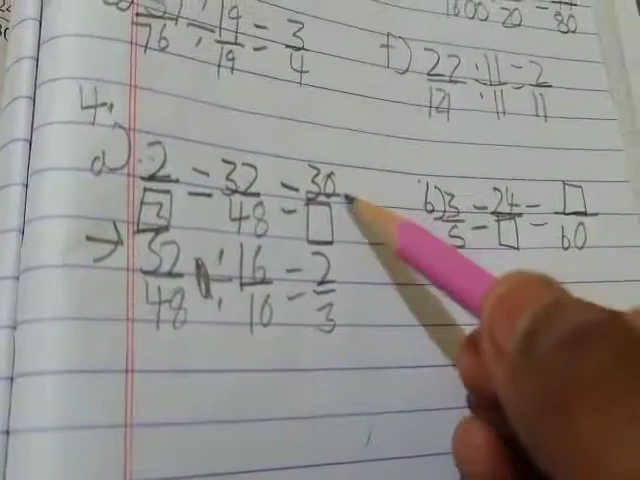 76 ÷ 19/19 = 3/4
f) 22/121 ÷ 11/11 = 2/11
4.
a) 2/[3] = 32/48 = 30/□
b) 3/5 = 24/□ = □/60
→ 32/48 ÷ 16/16 = 2/3